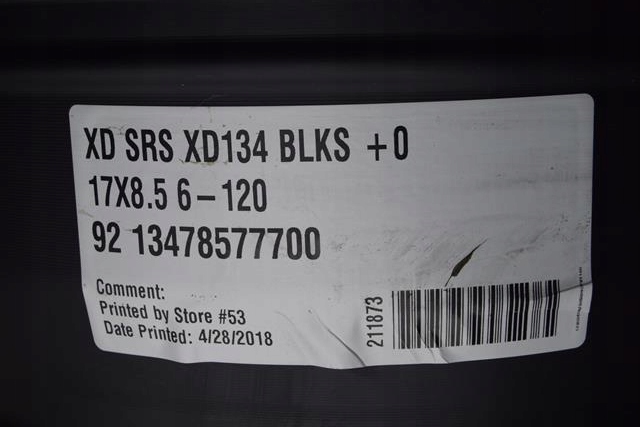 XD SRS XD134 BLKS +0
17X8.5 6-120
92 13478577700
Comment:
Printed by Store #53
Date Printed: 4/28/2018
211873